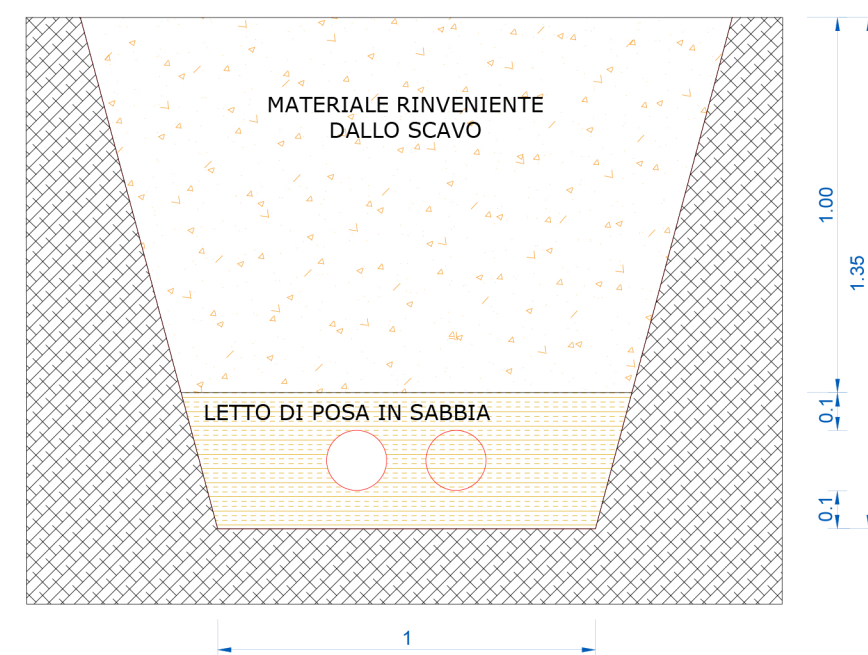 MATERIALE RINVENIENTE
DALLO SCAVO
1.00
1.35
LETTO DI POSA IN SABBIA
0.1
0.1
1